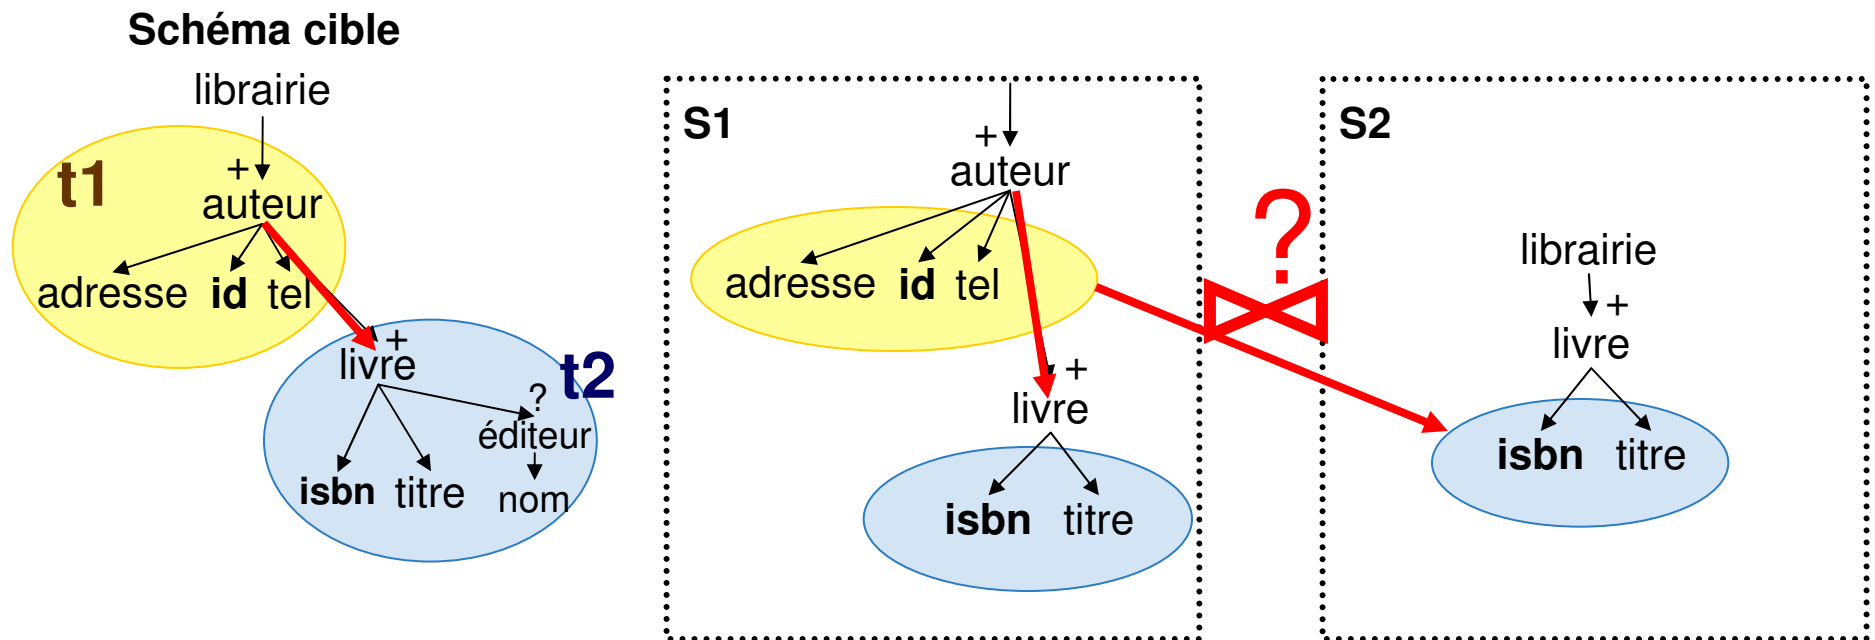 Schéma cible
librairie
t1
+
auteur
adresse id tel
+
livre
t2
?
éditeur
isbn titre nom
S1
+
auteur
adresse id tel
+
livre
isbn titre
?
S2
librairie
+
livre
isbn titre